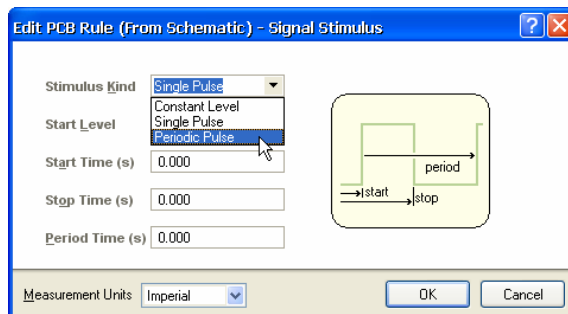 Edit PCB Rule (From Schematic) - Signal Stimulus
Stimulus Kind
Single Pulse
Constant Level
Single Pulse
Periodic Pulse
Start Level
Start Time (s)
0.000
Stop Time (s)
0.000
Period Time (s)
0.000
period
start
stop
Measurement Units
Imperial
OK
Cancel